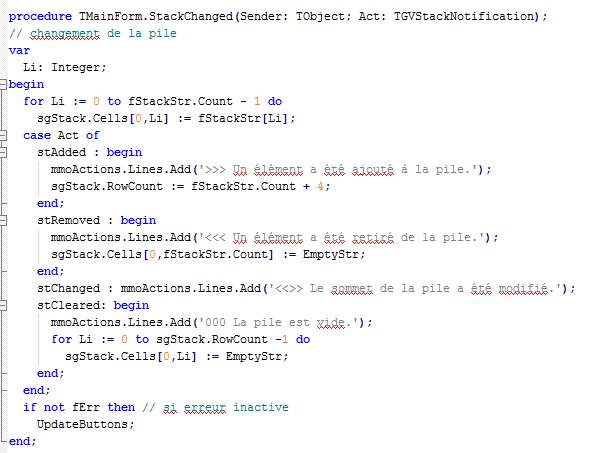 procedure TMainForm.StackChanged(Sender: TObject; Act: TGVStackNotification);
// changement de la pile
var
  Li: Integer;
begin
  for Li := 0 to fStackStr.Count - 1 do
    sgStack.Cells[0,Li] := fStackStr[Li];
  case Act of
    stAdded : begin
      mmoActions.Lines.Add('>>> Un élément a été ajouté à la pile.');
      sgStack.RowCount := fStackStr.Count + 4;
    end;
    stRemoved : begin
      mmoActions.Lines.Add('<<< Un élément a été retiré de la pile.');
      sgStack.Cells[0,fStackStr.Count] := EmptyStr;
    end;
    stChanged : mmoActions.Lines.Add('<<>> Le sommet de la pile a été modifié.');
    stCleared: begin
      mmoActions.Lines.Add('000 La pile est vide.');
      for Li := 0 to sgStack.RowCount -1 do
        sgStack.Cells[0,Li] := EmptyStr;
    end;
  end;
  if not fErr then // si erreur inactive
    UpdateButtons;
end;